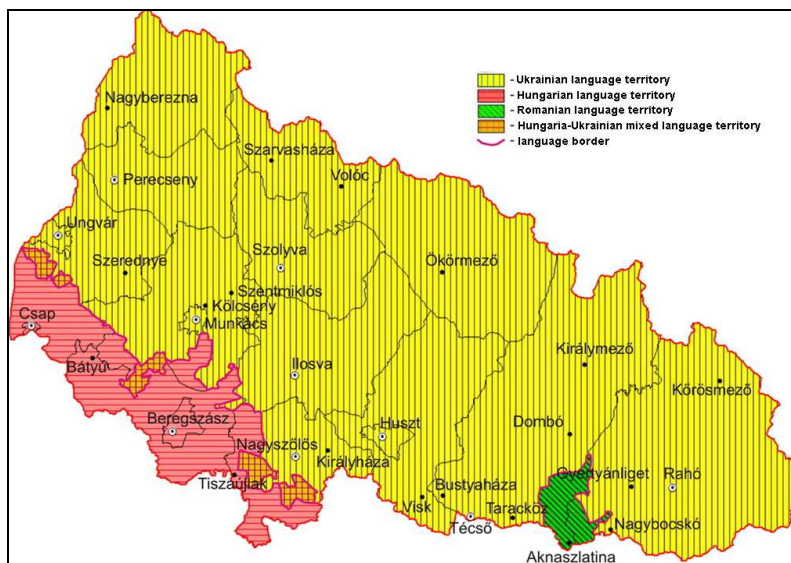 - Ukrainian language territory
- Hungarian language territory
- Romanian language territory
- Hungaria-Ukrainian mixed language territory
- language border
Nagyberezna
Szarvasháza
Perecseny
Volóc
Ungvár
Szerednye
Szolyva
Ökörmező
Szentmiklós
Kölcsény
Csap
Munkács
Bátyú
Ilosva
Királymező
Kőrösmező
Beregszász
Huszt
Dombó
Nagyszőlős
Királyháza
Tiszaújlak
Gyertyánliget
Rahó
Visk
Bustyaháza
Técső
Taracköz
Nagybocskó
Aknaszlatina